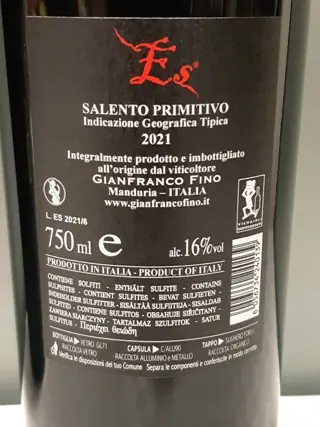 Es®
SALENTO PRIMITIVO
Indicazione Geografica Tipica
2021
Integralmente prodotto e imbottigliato
all'origine dal viticoltore
GIANFRANCO FINO
Manduria - ITALIA
www.gianfrancofino.it
L. ES 2021/6
750 ml e
alc. 16% vol
PRODOTTO IN ITALIA - PRODUCT OF ITALY
CONTIENE SOLFITI - ENTHÄLT SULFITE - CONTAINS
SULPHITES - CONTIENT SULFITES - BEVAT SULFIETEN -
INDEHOLDER SULFITTER - SISÄLTÄÄ SULFIITEJA - SISALDAB
SULFITEID - CONTIENE SULFITOS - OBSAHUJE SIŘIČITANY -
ZAWIERA SIARCZYNY - TARTALMAZ SZULFITOK - SATUR
SULFITUS - Περιέχει θειώδη
BOTTIGLIA VETRO GL71
RACCOLTA VETRO
CAPSULA C/ALU90
RACCOLTA ALLUMINIO e METALLO
TAPPO SUGHERO FOR51
RACCOLTA ORGANICO
Verifica le disposizioni del tuo Comune Separa le componenti e conferiscile in modo corretto